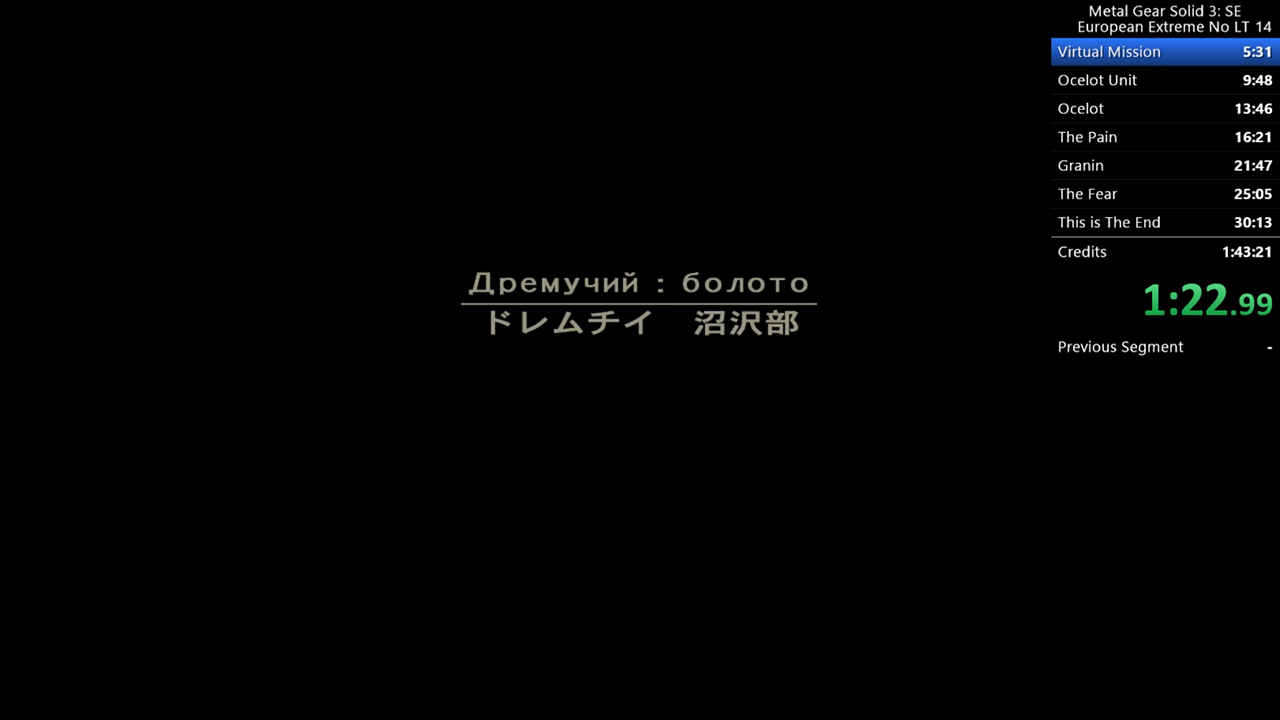 Metal Gear Solid 3: SE
European Extreme No LT 14
Virtual Mission 5:31
Ocelot Unit 9:48
Ocelot 13:46
The Pain 16:21
Granin 21:47
The Fear 25:05
This is The End 30:13
Credits 1:43:21
1:22.99
Previous Segment -
Дремучий : болото
ドレムチイ 沼沢部